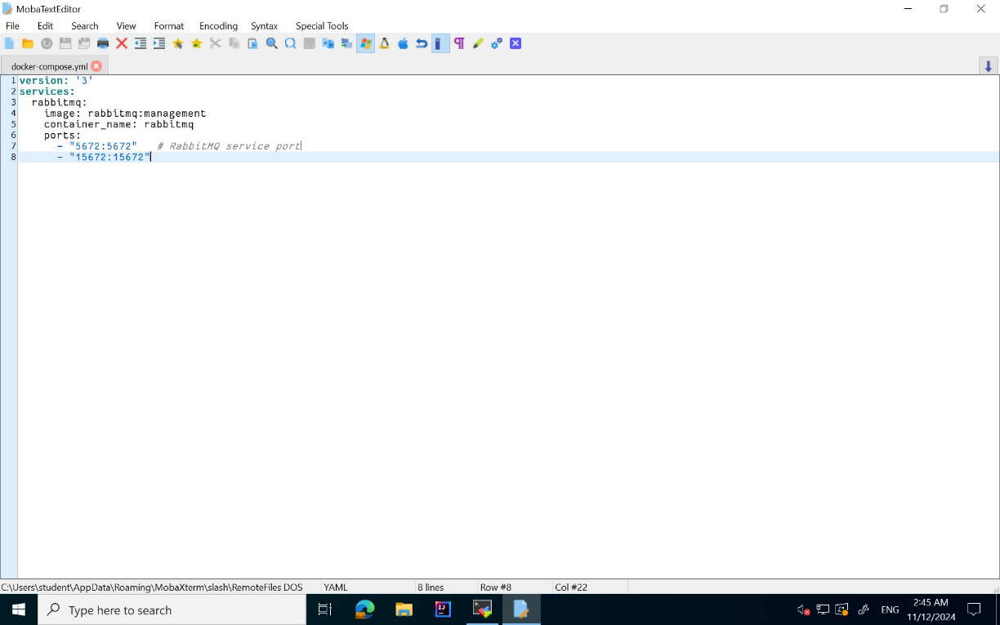 MobaTextEditor
File Edit Search View Format Encoding Syntax Special Tools
docker-compose.yml
1 version: '3'
2 services:
3   rabbitmq:
4     image: rabbitmq:management
5     container_name: rabbitmq
6     ports:
7       - "5672:5672"   # RabbitMQ service port
8       - "15672:15672"
C:\Users\student\AppData\Roaming\MobaXterm\slash\RemoteFiles DOS YAML 8 lines Row #8 Col #22
Type here to search
ENG 2:45 AM
11/12/2024